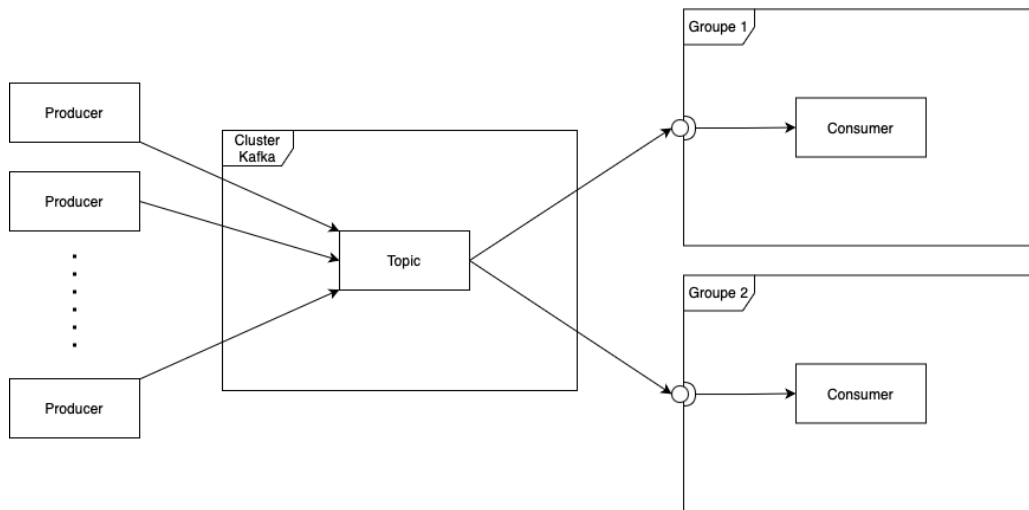 Producer
Producer
Producer
Cluster
Kafka
Topic
Groupe 1
Consumer
Groupe 2
Consumer